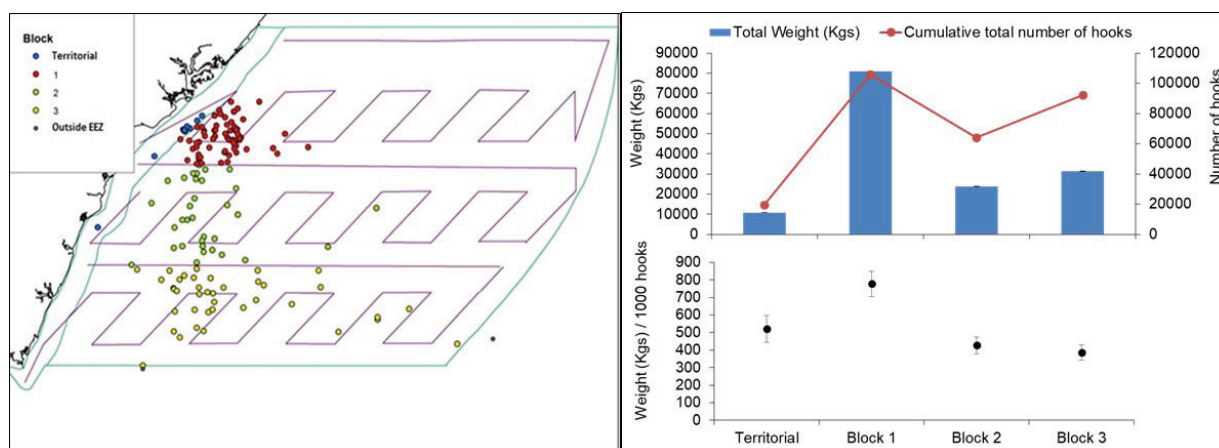 Block
Territorial
1
2
3
Outside EEZ
Total Weight (Kgs)
Cumulative total number of hooks
90000
80000
70000
60000
50000
40000
30000
20000
10000
0
Weight (Kgs)
120000
100000
80000
60000
40000
20000
0
Number of hooks
900
800
700
600
500
400
300
200
100
0
Weight (Kgs) / 1000 hooks
Territorial
Block 1
Block 2
Block 3